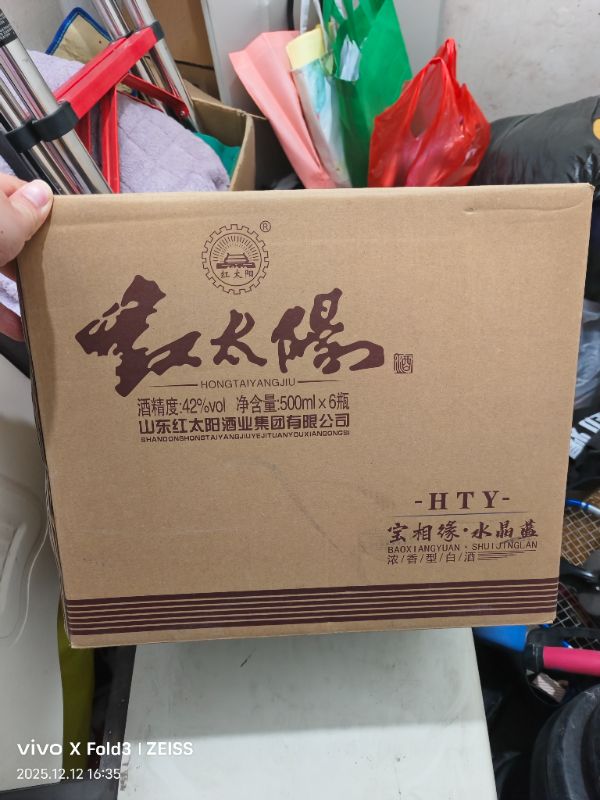 ®
红太阳
红太阳
酒
HONGTAIYANGJIU
酒精度:42%vol 净含量:500ml×6瓶
山东红太阳酒业集团有限公司
SHANDONGHONGTAIYANGJIUYEJITUANYOUXIANGONGSI
-HTY-
宝相缘·水晶蓝
BAOXIANGYUAN·SHUIJINGLAN
浓/香/型/白/酒
vivo X Fold3 | ZEISS
2025.12.12 16:35